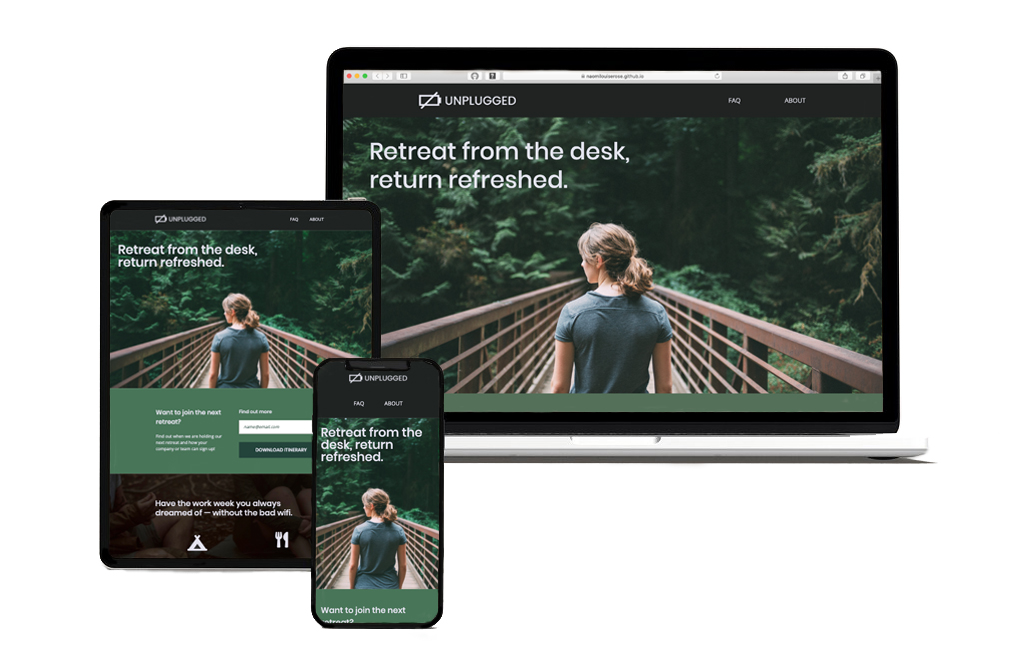 naomilouiserose.github.io
UNPLUGGED
FAQ
ABOUT
Retreat from the desk,
return refreshed.
UNPLUGGED
FAQ
ABOUT
Retreat from the desk,
return refreshed.
Want to join the next
retreat?
Find out when we are holding our
next retreat and how your
company or team can sign up!
Find out more
name@email.com
DOWNLOAD ITINERARY
Have the work week you always
dreamed of — without the bad wifi.
UNPLUGGED
FAQ
ABOUT
Retreat from the
desk, return
refreshed.
Want to join the next
retreat?